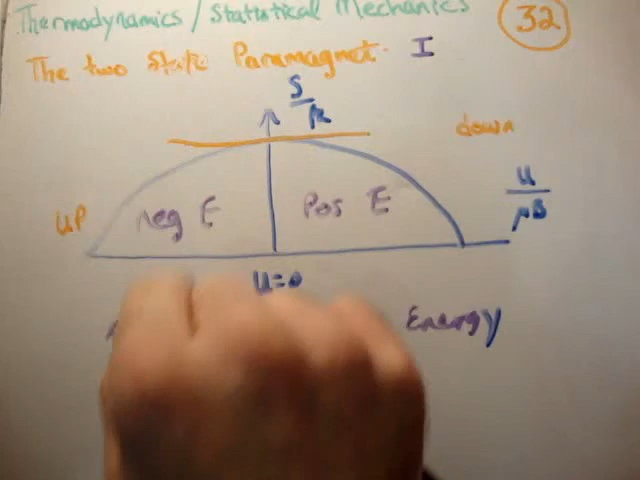 Thermodynamics / Statistical Mechanics
32
The two State Paramagnet I
S/k
down
UP
neg E
Pos E
U/μB
U=0
Energy